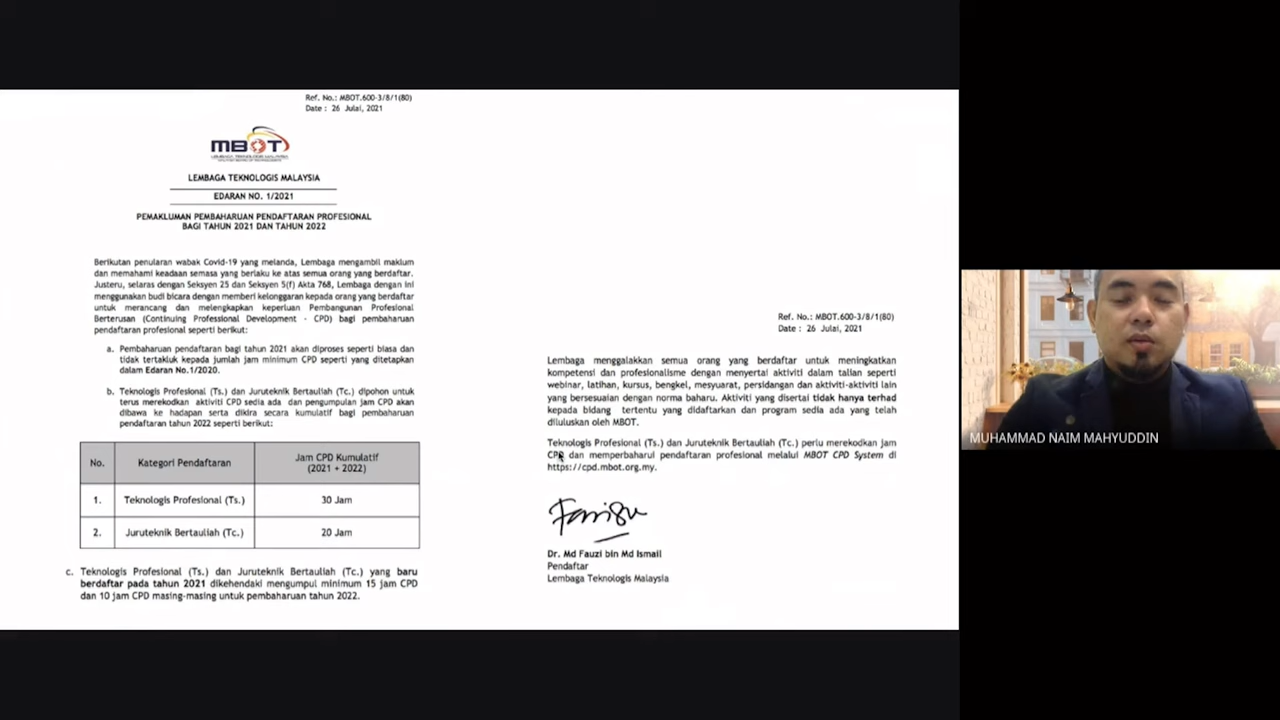 Ref. No.: MBOT.600-3/8/1(80)
Date : 26 Julai, 2021
MBOT
LEMBAGA TEKNOLOGIS MALAYSIA
LEMBAGA TEKNOLOGIS MALAYSIA
EDARAN NO. 1/2021
PEMAKLUMAN PEMBAHARUAN PENDAFTARAN PROFESIONAL
BAGI TAHUN 2021 DAN TAHUN 2022
Berikutan penularan wabak Covid-19 yang melanda, Lembaga mengambil maklum
dan memahami keadaan semasa yang berlaku ke atas semua orang yang berdaftar.
Justeru, selaras dengan Seksyen 25 dan Seksyen 5(f) Akta 768, Lembaga dengan ini
menggunakan budi bicara dengan memberi kelonggaran kepada orang yang berdaftar
untuk merancang dan melengkapkan keperluan Pembangunan Profesional
Berterusan (Continuing Professional Development - CPD) bagi pembaharuan
pendaftaran profesional seperti berikut:
a. Pembaharuan pendaftaran bagi tahun 2021 akan diproses seperti biasa dan
tidak tertakluk kepada jumlah jam minimum CPD seperti yang ditetapkan
dalam Edaran No.1/2020.
b. Teknologis Profesional (Ts.) dan Juruteknik Bertauliah (Tc.) dipohon untuk
terus merekodkan aktiviti CPD sedia ada dan pengumpulan jam CPD akan
dibawa ke hadapan serta dikira secara kumulatif bagi pembaharuan
pendaftaran tahun 2022 seperti berikut:
No. Kategori Pendaftaran Jam CPD Kumulatif
(2021 + 2022)
1. Teknologis Profesional (Ts.) 30 Jam
2. Juruteknik Bertauliah (Tc.) 20 Jam
c. Teknologis Profesional (Ts.) dan Juruteknik Bertauliah (Tc.) yang baru
berdaftar pada tahun 2021 dikehendaki mengumpul minimum 15 jam CPD
dan 10 jam CPD masing-masing untuk pembaharuan tahun 2022.
Ref. No.: MBOT.600-3/8/1(80)
Date : 26 Julai, 2021
Lembaga menggalakkan semua orang yang berdaftar untuk meningkatkan
kompetensi dan profesionalisme dengan menyertai aktiviti dalam talian seperti
webinar, latihan, kursus, bengkel, mesyuarat, persidangan dan aktiviti-aktiviti lain
yang bersesuaian dengan norma baharu. Aktiviti yang disertai tidak hanya terhad
kepada bidang tertentu yang didaftarkan dan program sedia ada yang telah
diluluskan oleh MBOT.
Teknologis Profesional (Ts.) dan Juruteknik Bertauliah (Tc.) perlu merekodkan jam
CPD dan memperbaharui pendaftaran profesional melalui MBOT CPD System di
https://cpd.mbot.org.my.
Dr. Md Fauzi bin Md Ismail
Pendaftar
Lembaga Teknologis Malaysia
MUHAMMAD NAIM MAHYUDDIN